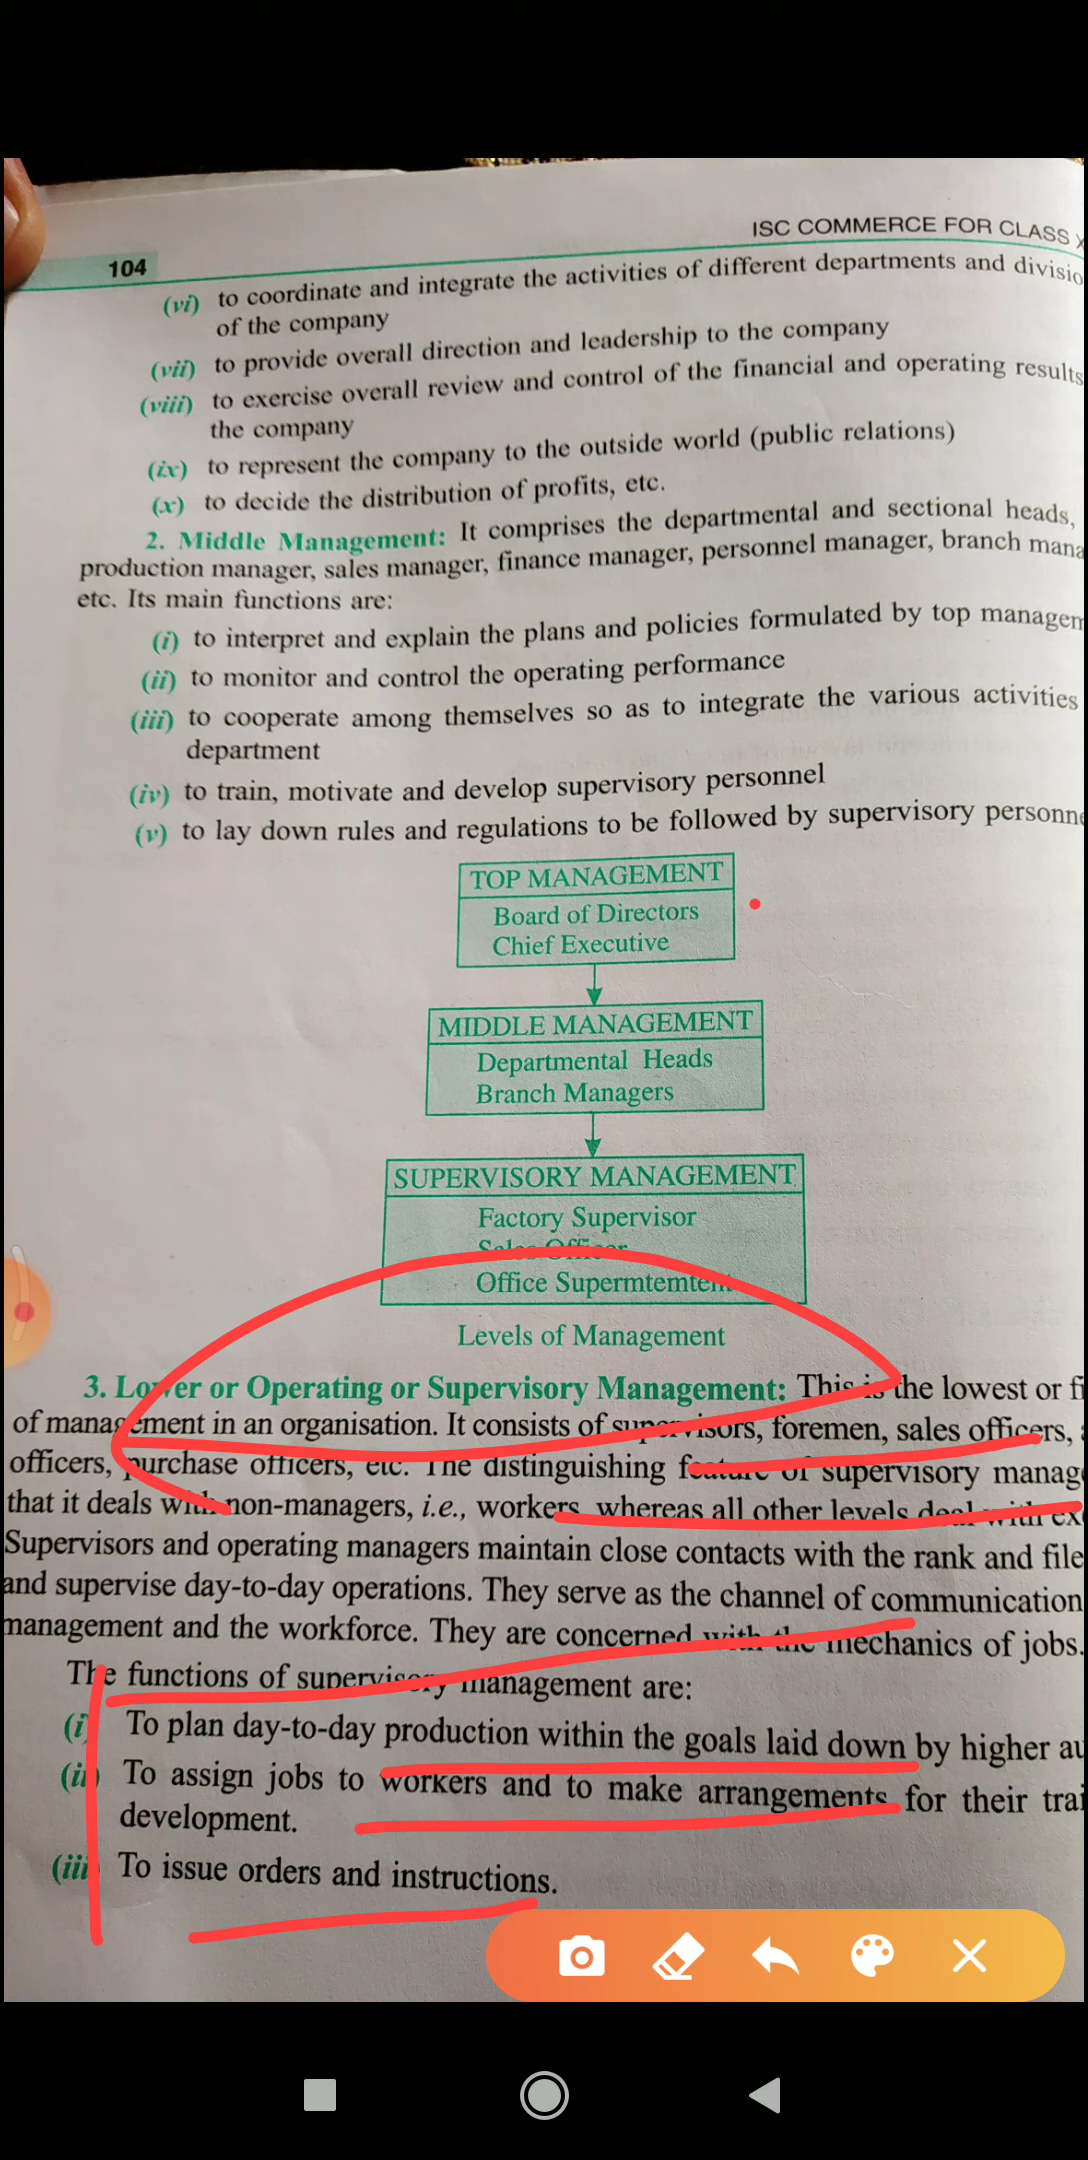 ISC COMMERCE FOR CLASS
104
(vi) to coordinate and integrate the activities of different departments and
of the company
(vii) to provide overall direction and leadership to the company
(viii) to exercise overall review and control of the financial and operating results
the company
(ix) to represent the company to the outside world (public relations)
(x) to decide the distribution of profits, etc.
2. Middle Management: It comprises the departmental and sectional heads,
production manager, sales manager, finance manager, personnel manager, branch
etc. Its main functions are:
(i) to interpret and explain the plans and policies formulated by top
(ii) to monitor and control the operating performance
(iii) to cooperate among themselves so as to integrate the various activities
department
(iv) to train, motivate and develop supervisory personnel
(v) to lay down rules and regulations to be followed by supervisory
TOP MANAGEMENT
Board of Directors
Chief Executive
MIDDLE MANAGEMENT
Departmental Heads
Branch Managers
SUPERVISORY MANAGEMENT
Factory Supervisor
Sales Officer
Office
Levels of Management
3. Lower or Operating or Supervisory Management: This is the lowest or
of management in an organisation. It consists of supervisors, foremen, sales officers,
officers, purchase officers, etc. The distinguishing feature of supervisory
that it deals with non-managers, i.e., workers whereas all other levels deal with
Supervisors and operating managers maintain close contacts with the rank and file
and supervise day-to-day operations. They serve as the channel of communication
management and the workforce. They are concerned with the mechanics of jobs.
The functions of supervisory management are:
(i) To plan day-to-day production within the goals laid down by higher
(ii) To assign jobs to workers and to make arrangements for their
development.
(iii) To issue orders and instructions.